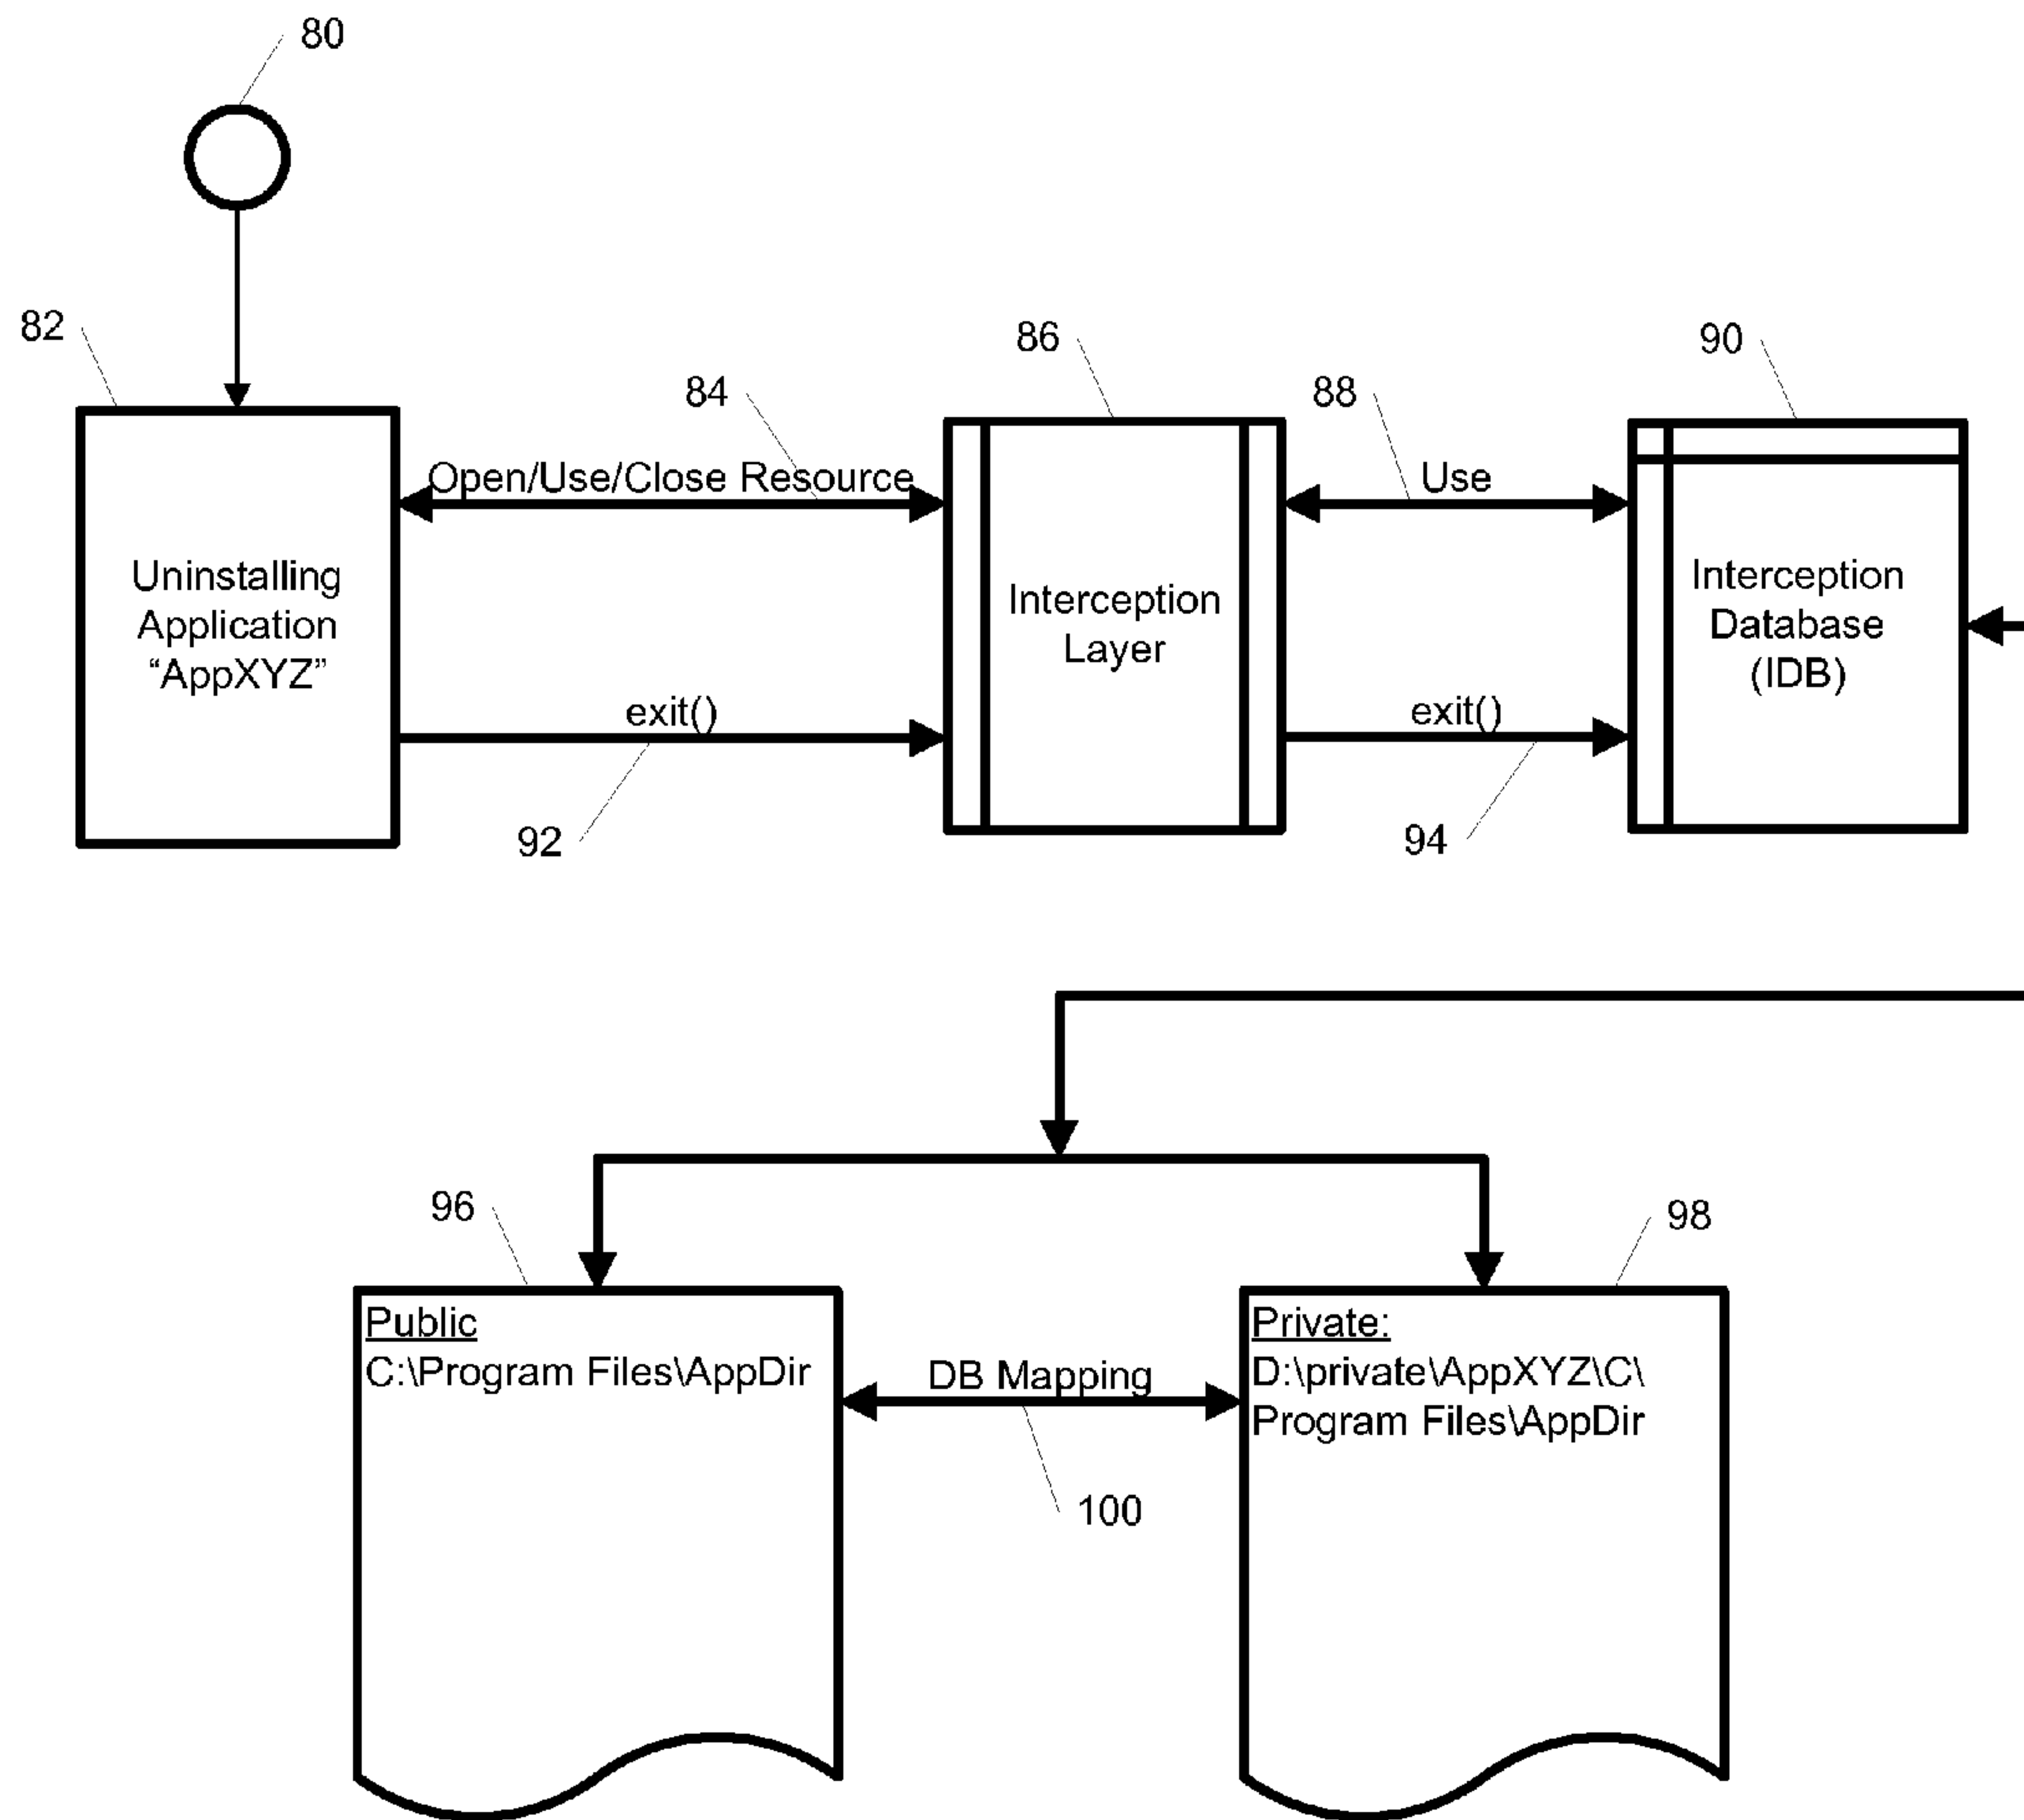 80
82
84
86
88
90
Open/Use/Close Resource
Use
Uninstalling
Application
“AppXYZ”
Interception
Layer
Interception
Database
(IDB)
exit()
exit()
92
94
96
98
Public
C:\Program Files\AppDir
DB Mapping
100
Private:
D:\private\AppXYZ\C\
Program Files\AppDir